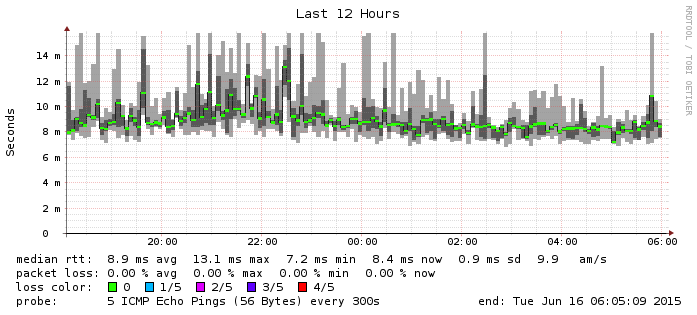 Last 12 Hours
RRDTOOL / TOBI OETIKER
Seconds
14 m
12 m
10 m
8 m
6 m
4 m
2 m
0
20:00 22:00 00:00 02:00 04:00 06:00
median rtt: 8.9 ms avg 13.1 ms max 7.2 ms min 8.4 ms now 0.9 ms sd 9.9 am/s
packet loss: 0.00 % avg 0.00 % max 0.00 % min 0.00 % now
loss color: 0 1/5 2/5 3/5 4/5
probe: 5 ICMP Echo Pings (56 Bytes) every 300s end: Tue Jun 16 06:05:09 2015